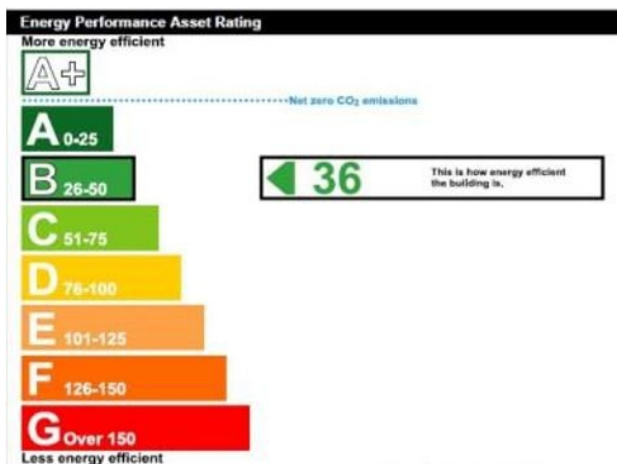 Energy Performance Asset Rating
More energy efficient
A+
Net zero CO₂ emissions
A 0-25
B 26-50
36
This is how energy efficient
the building is.
C 51-75
D 76-100
E 101-125
F 126-150
G Over 150
Less energy efficient